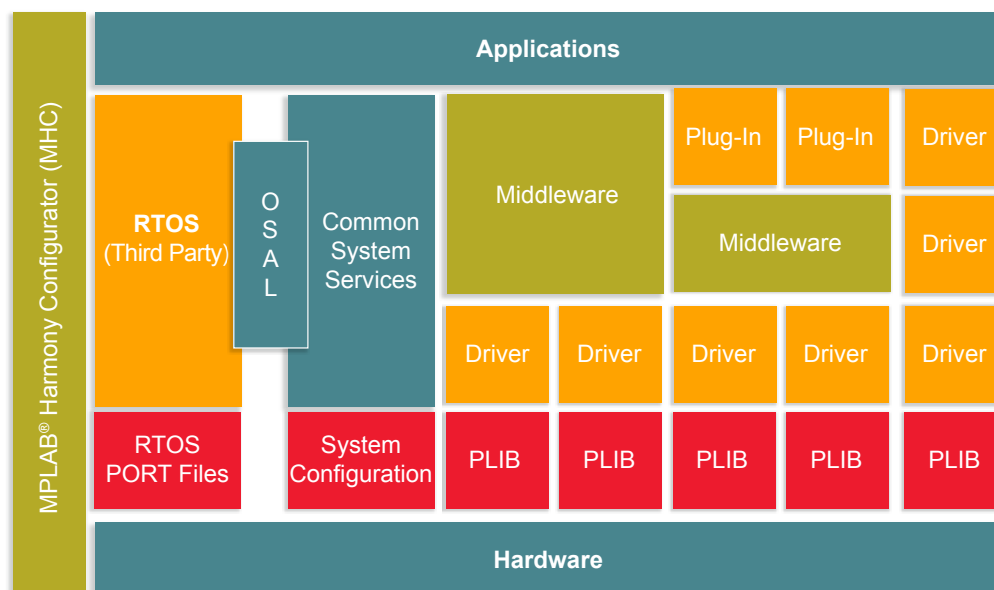 MPLAB® Harmony Configurator (MHC)
Applications
RTOS
(Third Party)
O
S
A
L
Common
System
Services
Middleware
Plug-In
Plug-In
Driver
Middleware
Driver
Driver
Driver
Driver
Driver
Driver
RTOS
PORT Files
System
Configuration
PLIB
PLIB
PLIB
PLIB
PLIB
Hardware